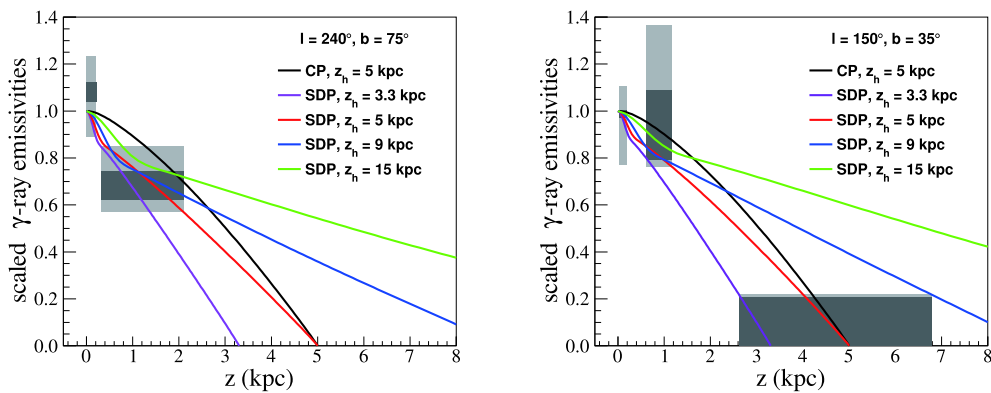 scaled γ-ray emissivities
1.4
1.2
1.0
0.8
0.6
0.4
0.2
0.0
l = 240°, b = 75°
CP, z_h = 5 kpc
SDP, z_h = 3.3 kpc
SDP, z_h = 5 kpc
SDP, z_h = 9 kpc
SDP, z_h = 15 kpc
0 1 2 3 4 5 6 7 8
z (kpc)
scaled γ-ray emissivities
1.4
1.2
1.0
0.8
0.6
0.4
0.2
0.0
l = 150°, b = 35°
CP, z_h = 5 kpc
SDP, z_h = 3.3 kpc
SDP, z_h = 5 kpc
SDP, z_h = 9 kpc
SDP, z_h = 15 kpc
0 1 2 3 4 5 6 7 8
z (kpc)